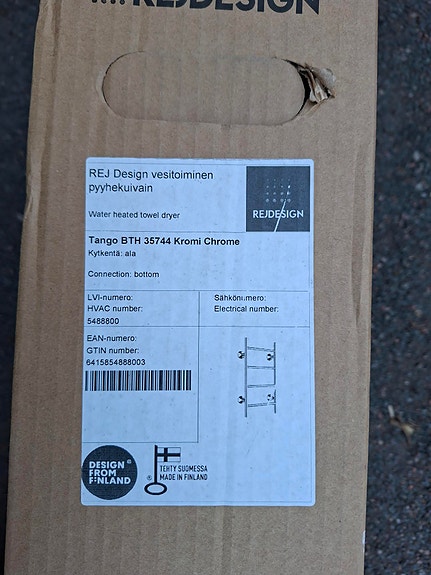 REJDESIGN
REJ Design vesitoiminen
pyyhekuivain
Water heated towel dryer
REJDESIGN
Tango BTH 35744 Kromi Chrome
Kytkentä: ala
Connection: bottom
LVI-numero:
HVAC number:
5488800
Sähkönumero:
Electrical number:
EAN-numero:
GTIN number:
6415854888003
DESIGN
FROM
FINLAND
TEHTY SUOMESSA
MADE IN FINLAND